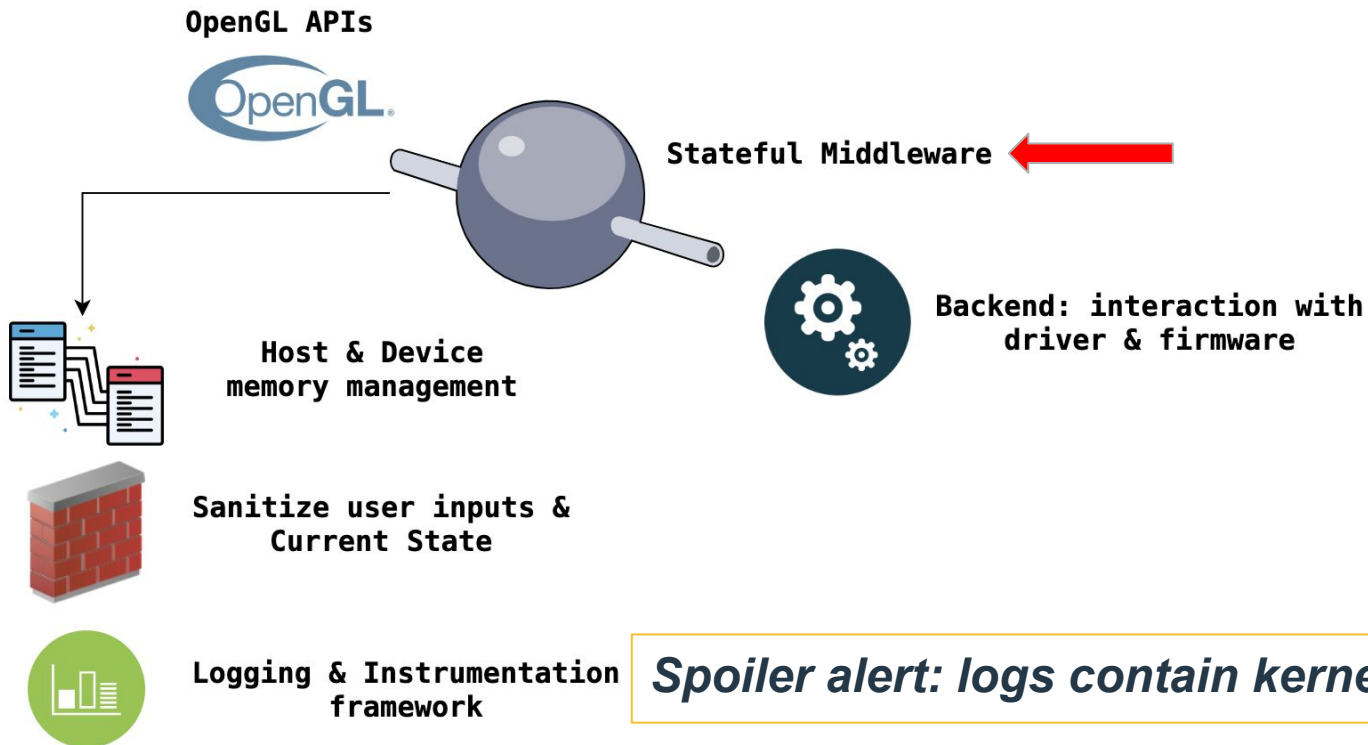 OpenGL APIs
OpenGL
Stateful Middleware
Backend: interaction with
driver & firmware
Host & Device
memory management
Sanitize user inputs &
Current State
Logging & Instrumentation
framework
Spoiler alert: logs contain